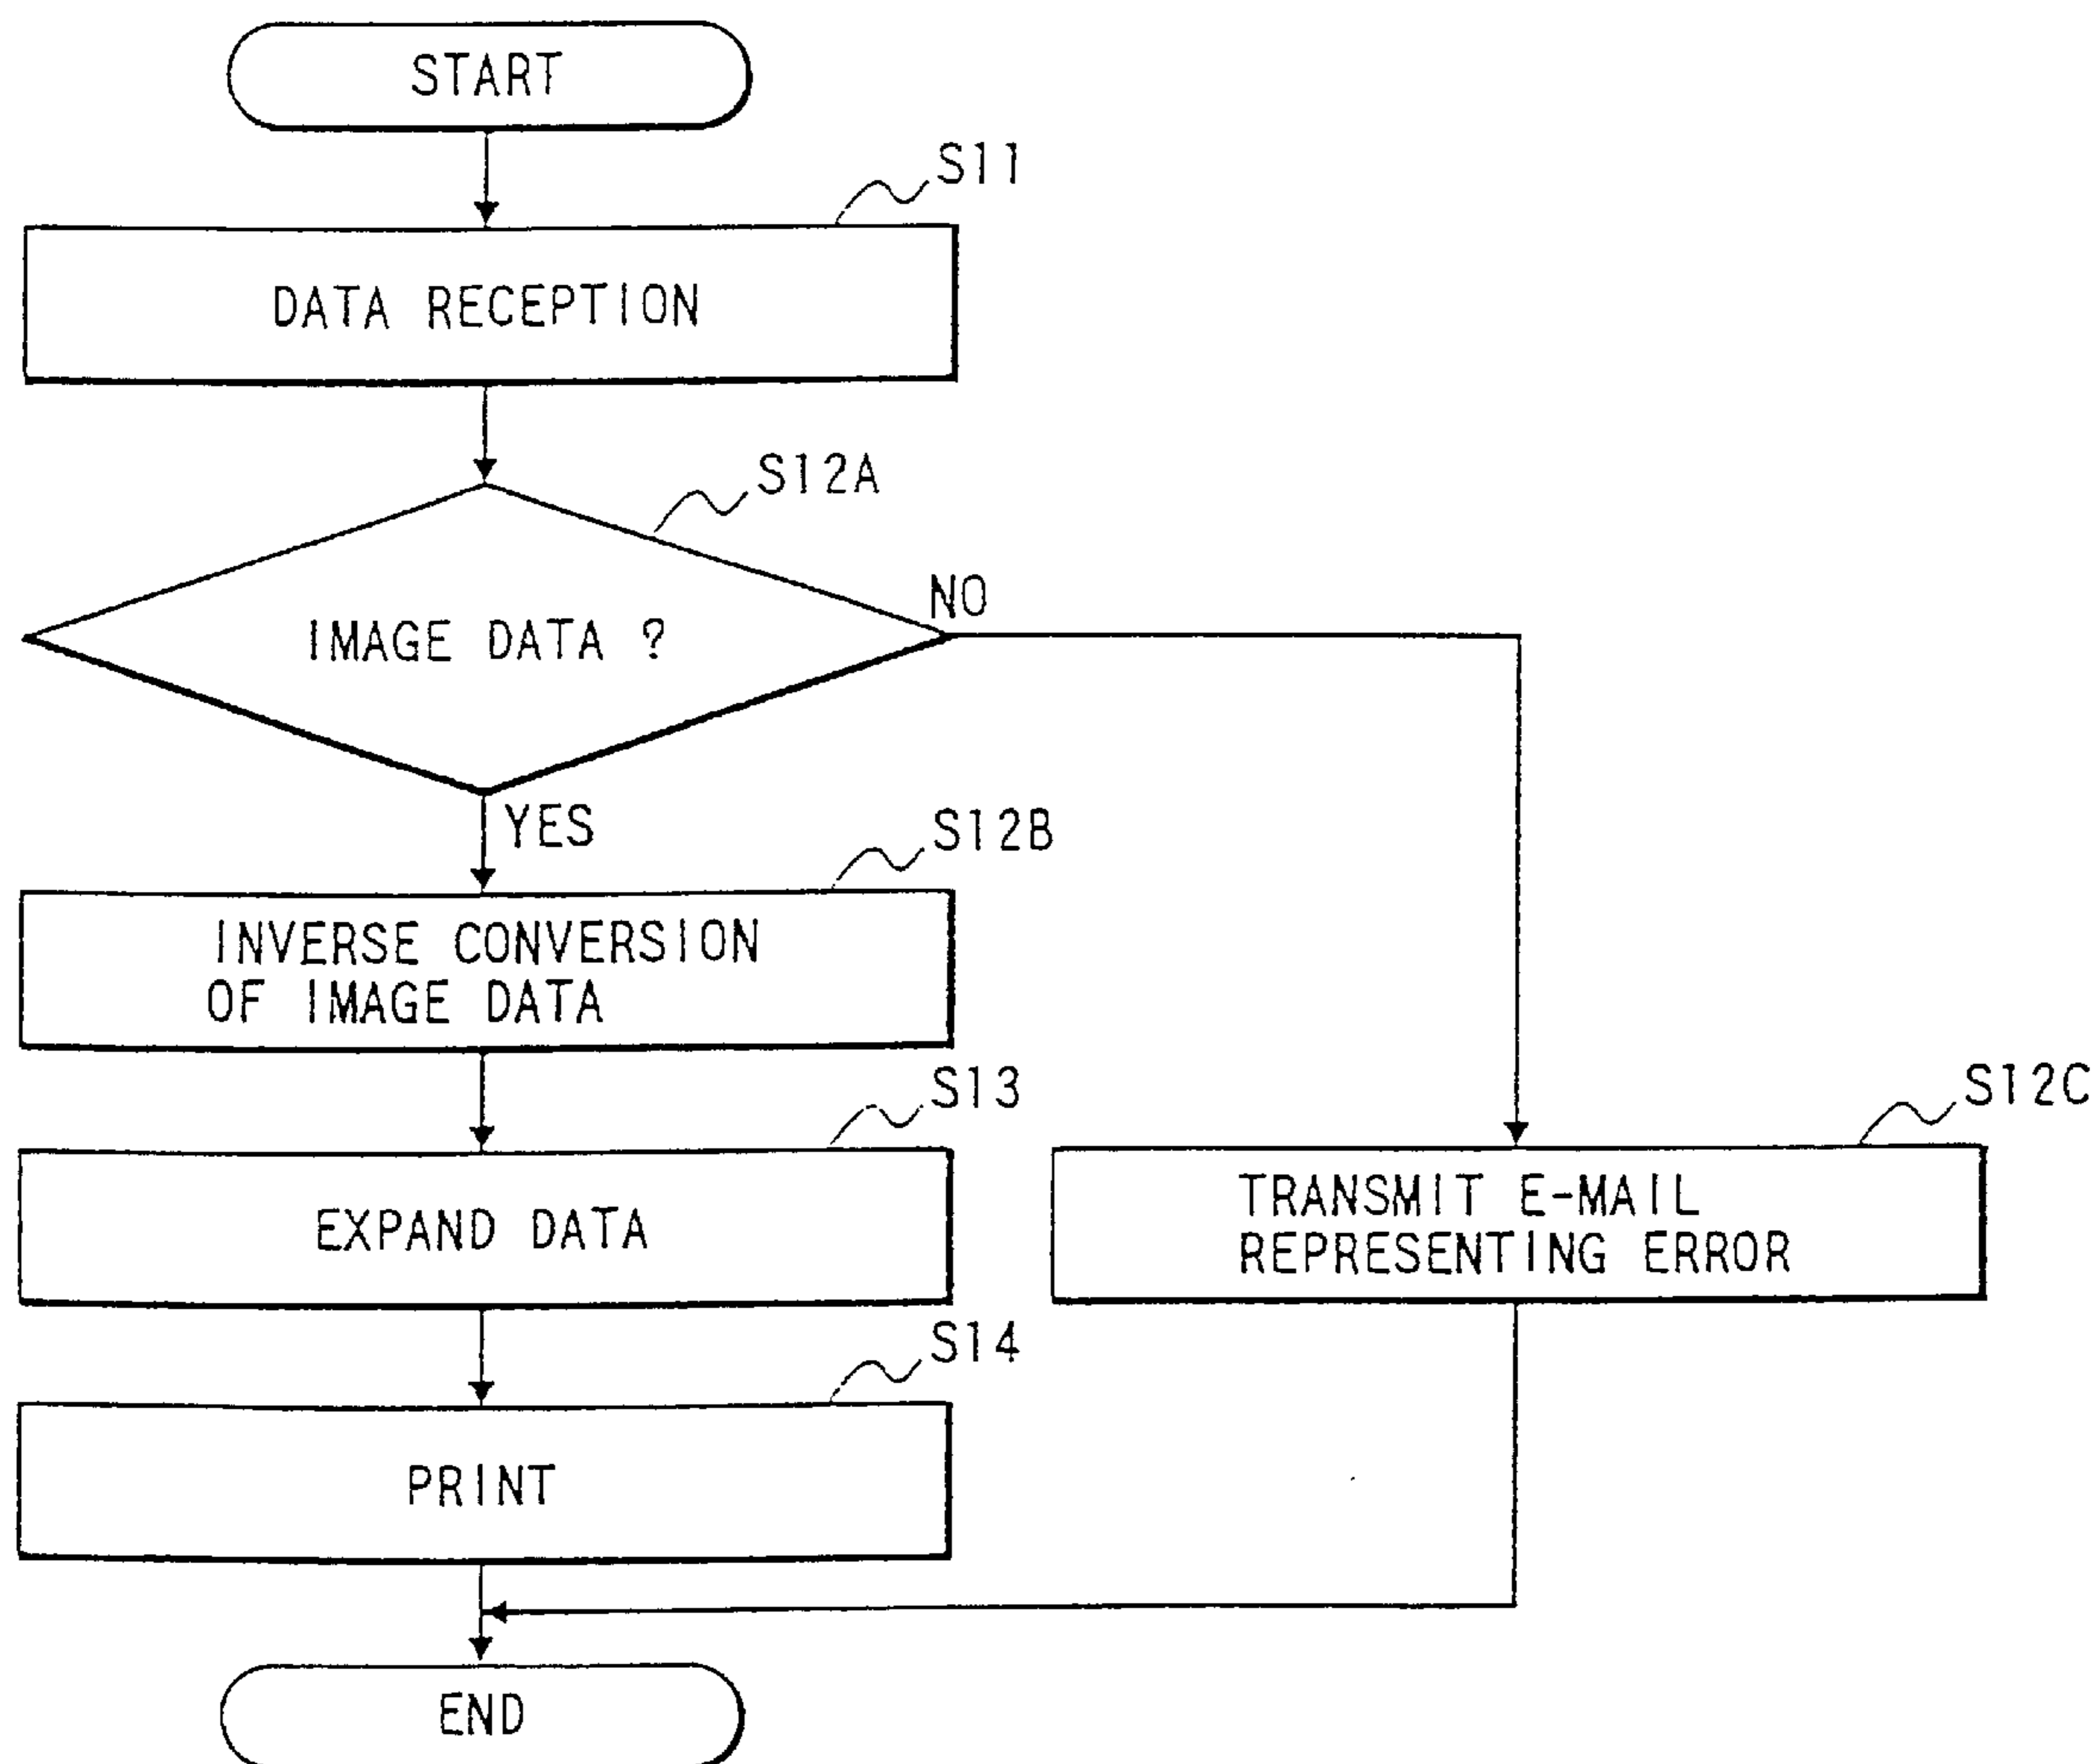 START
S11
DATA RECEPTION
S12A
IMAGE DATA ?
NO
YES
S12B
INVERSE CONVERSION
OF IMAGE DATA
S13
EXPAND DATA
S12C
TRANSMIT E-MAIL
REPRESENTING ERROR
S14
PRINT
END